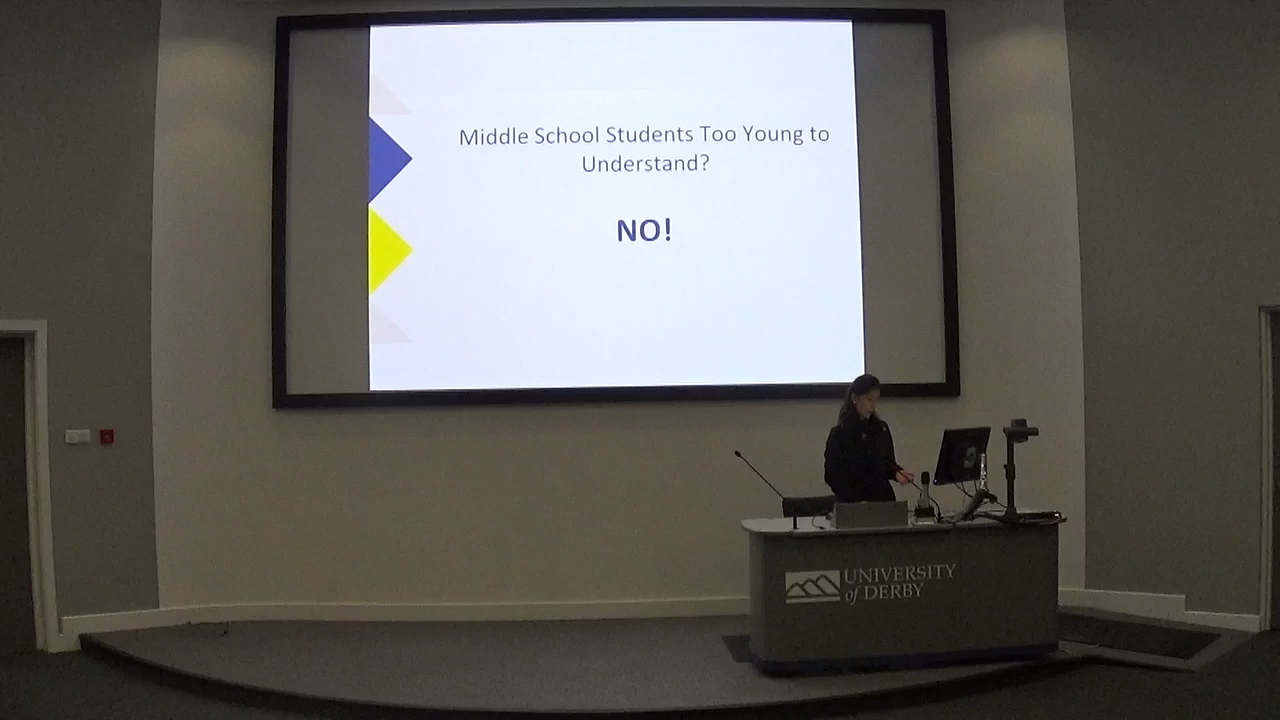 Middle School Students Too Young to
Understand?
NO!
UNIVERSITY
of DERBY